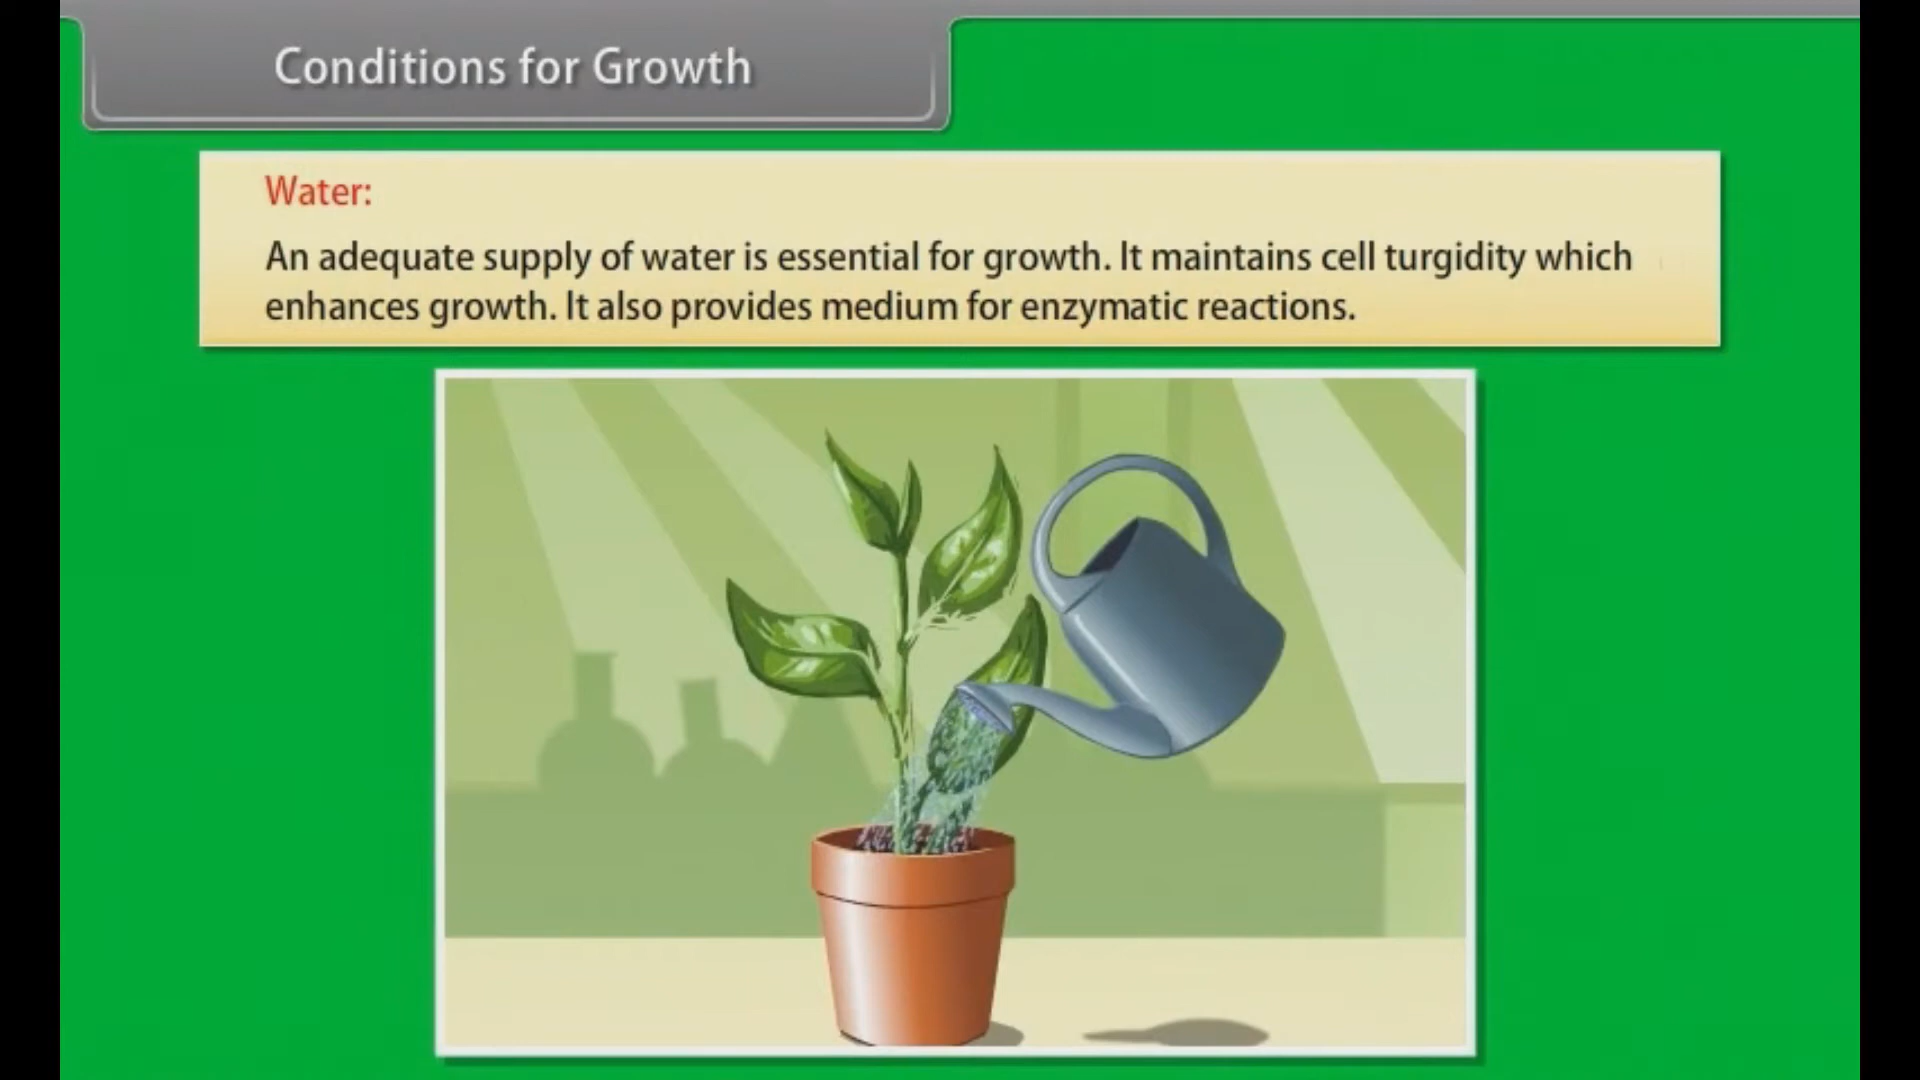 Conditions for Growth
Water:
An adequate supply of water is essential for growth. It maintains cell turgidity which
enhances growth. It also provides medium for enzymatic reactions.